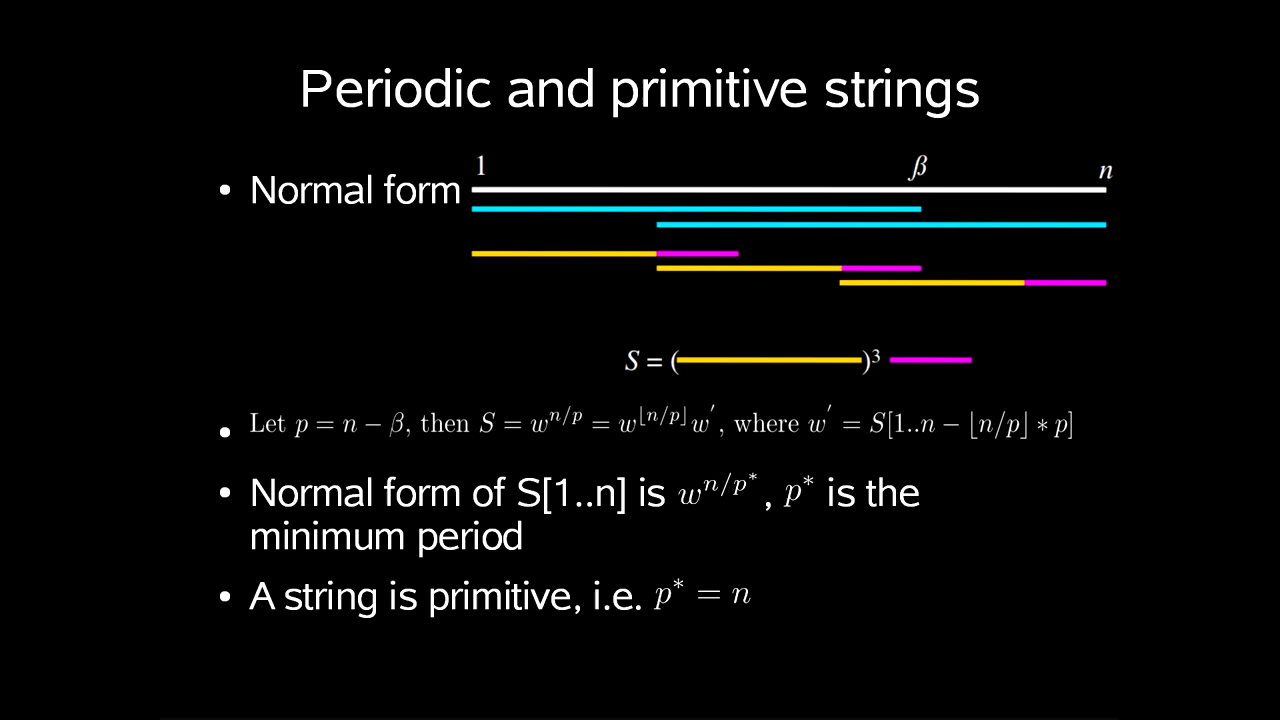 Periodic and primitive strings
1 β n
• Normal form
S = ( )³
• Let p = n − β, then S = w^{n/p} = w^{⌊n/p⌋}w′, where w′ = S[1..n − ⌊n/p⌋ ∗ p]
• Normal form of S[1..n] is w^{n/p*}, p* is the
minimum period
• A string is primitive, i.e. p* = n